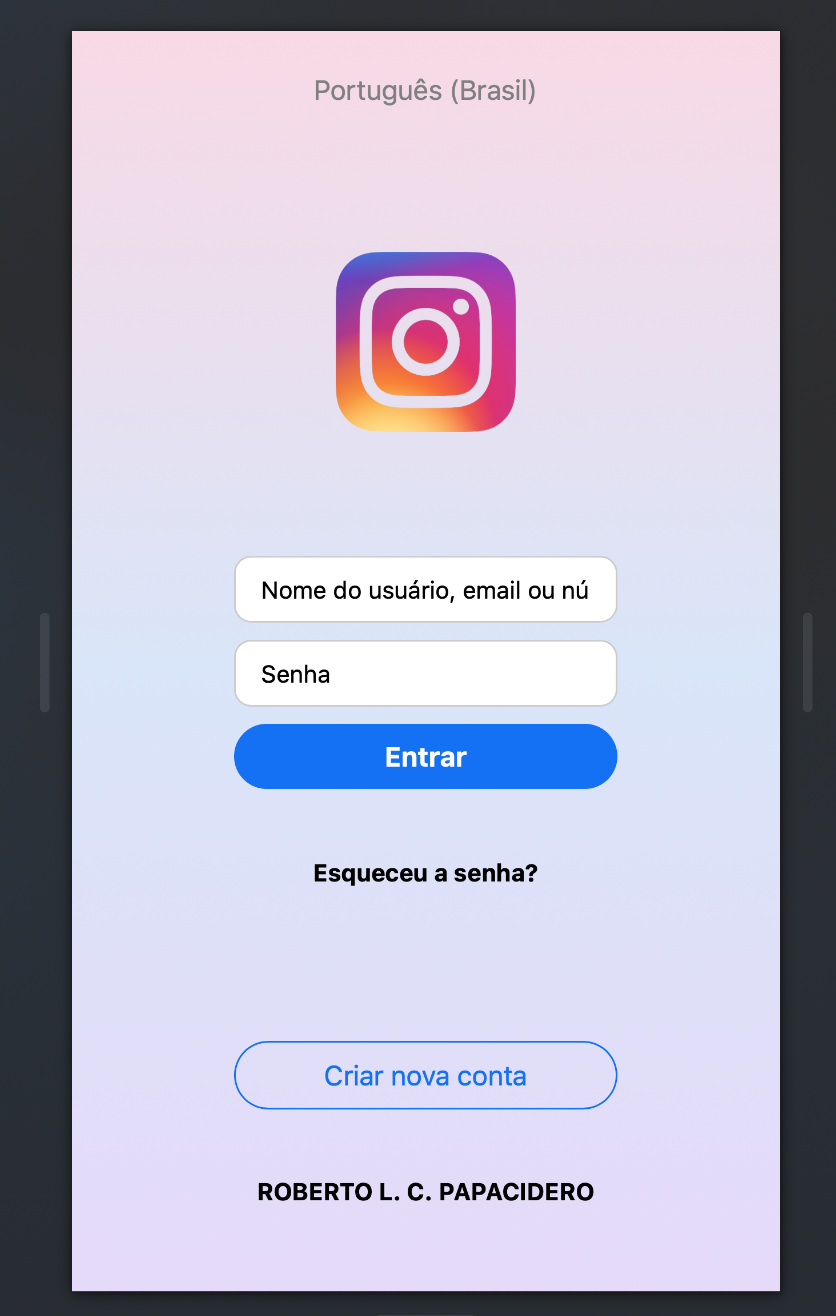 Português (Brasil)
Nome do usuário, email ou nú
Senha
Entrar
Esqueceu a senha?
Criar nova conta
ROBERTO L. C. PAPACIDERO